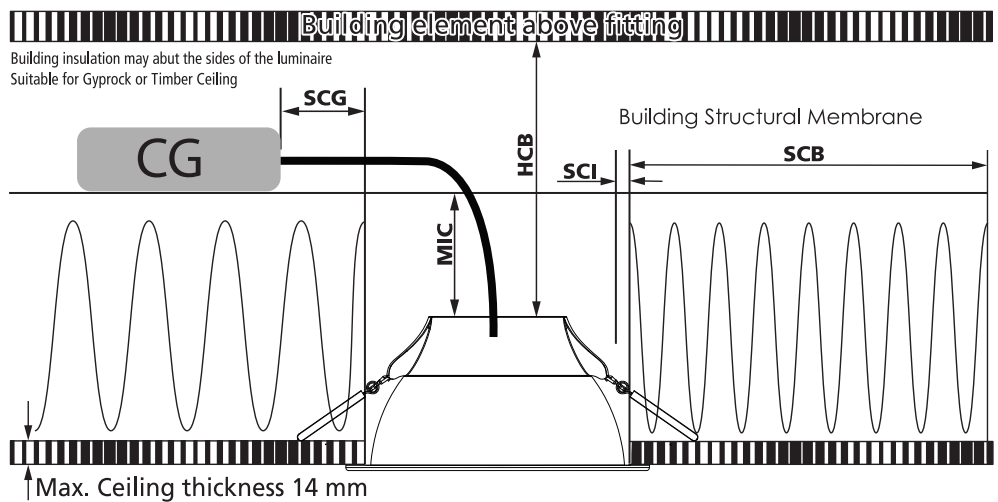 Building element above fitting
Building insulation may abut the sides of the luminaire
Suitable for Gyprock or Timber Ceiling
SCG
Building Structural Membrane
CG
HCB
SCI
SCB
MIC
Max. Ceiling thickness 14 mm